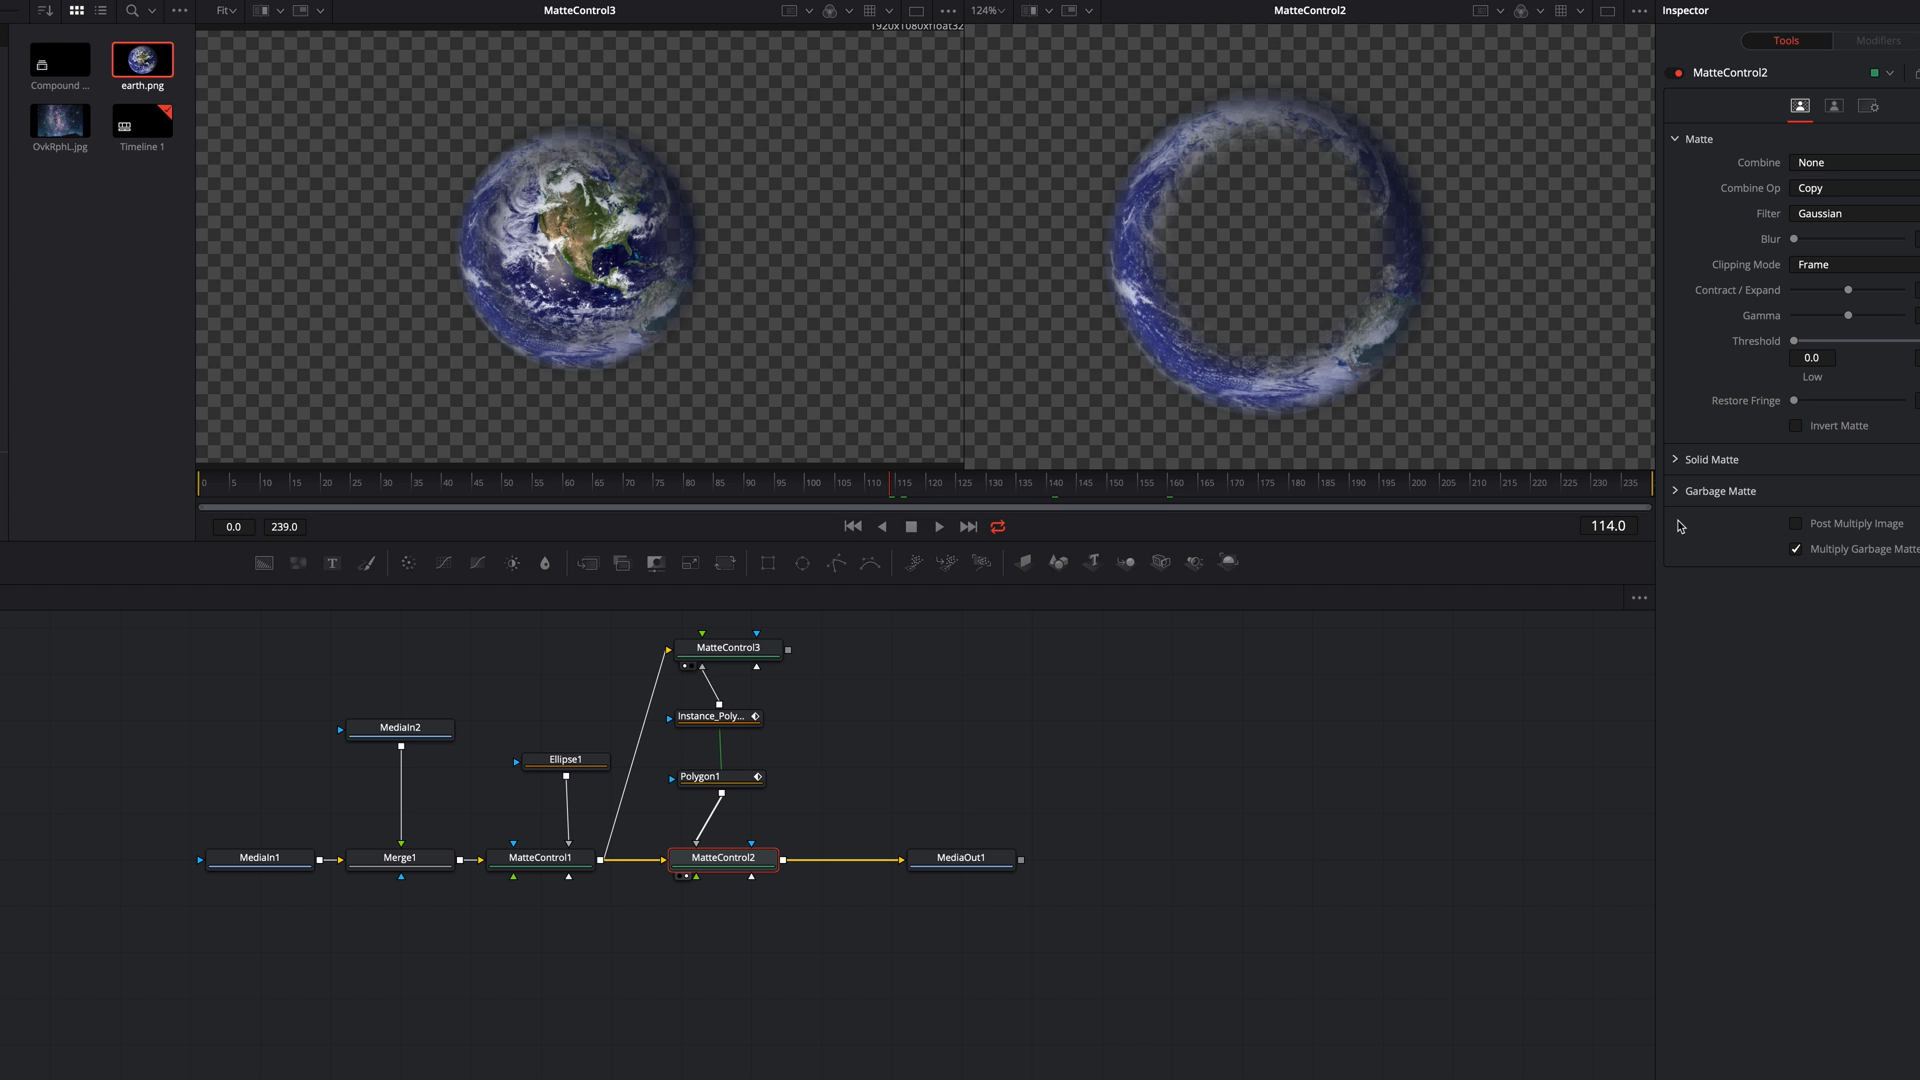 Fit
MatteControl3
124%
MatteControl2
Inspector
1920x1080xfloat32
Tools
Modifiers
MatteControl2
Compound ...
earth.png
OvkRphL.jpg
Timeline 1
Matte
Combine
None
Combine Op
Copy
Filter
Gaussian
Blur
Clipping Mode
Frame
Contract / Expand
Gamma
Threshold
0.0
Low
Restore Fringe
Invert Matte
Solid Matte
Garbage Matte
Post Multiply Image
Multiply Garbage Matte
0 5 10 15 20 25 30 35 40 45 50 55 60 65 70 75 80 85 90 95 100 105 110 115 120 125 130 135 140 145 150 155 160 165 170 175 180 185 190 195 200 205 210 215 220 225 230 235
0.0
239.0
114.0
T
MatteControl3
Instance_Poly...
MediaIn2
Ellipse1
Polygon1
MediaIn1
Merge1
MatteControl1
MatteControl2
MediaOut1